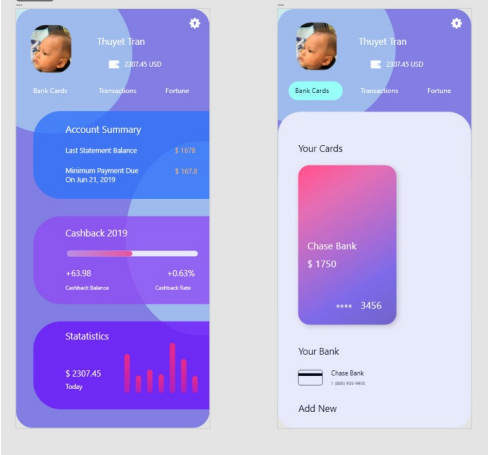 Thuyet Tran
2307.45 USD
Bank Cards Transactions Fortune
Account Summary
Last Statement Balance $ 1678
Minimum Payment Due $ 167.8
On Jun 21, 2019
Cashback 2019
+63.98 +0.63%
Cashback Balance Cashback Rate
Statatistics
$ 2307.45
Today
Thuyet Tran
2307.45 USD
Bank Cards Transactions Fortune
Your Cards
Chase Bank
$ 1750
**** 3456
Your Bank
Chase Bank
Add New